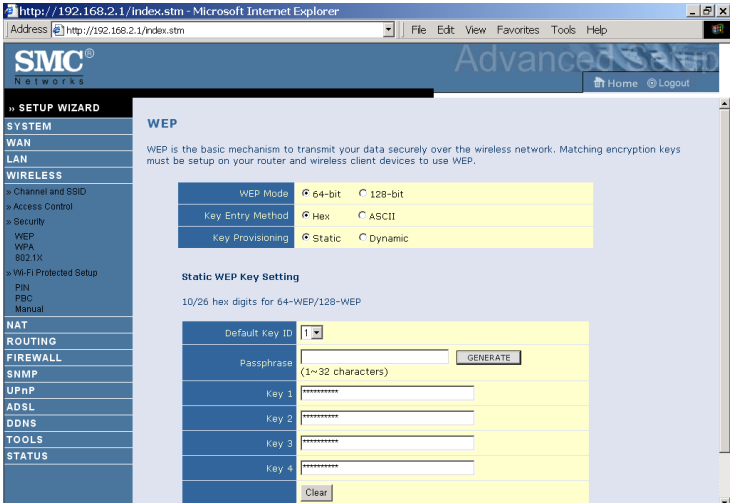 http://192.168.2.1/index.stm - Microsoft Internet Explorer
Address http://192.168.2.1/index.stm File Edit View Favorites Tools Help
SMC®
Networks
Advanced Setup
Home Logout
» SETUP WIZARD
SYSTEM
WAN
LAN
WIRELESS
» Channel and SSID
» Access Control
» Security
WEP
WPA
802.1X
» Wi-Fi Protected Setup
PIN
PBC
Manual
NAT
ROUTING
FIREWALL
SNMP
UPnP
ADSL
DDNS
TOOLS
STATUS
WEP
WEP is the basic mechanism to transmit your data securely over the wireless network. Matching encryption keys
must be setup on your router and wireless client devices to use WEP.
WEP Mode 64-bit 128-bit
Key Entry Method Hex ASCII
Key Provisioning Static Dynamic
Static WEP Key Setting
10/26 hex digits for 64-WEP/128-WEP
Default Key ID 1
Passphrase GENERATE
(1~32 characters)
Key 1 **********
Key 2 **********
Key 3 **********
Key 4 **********
Clear